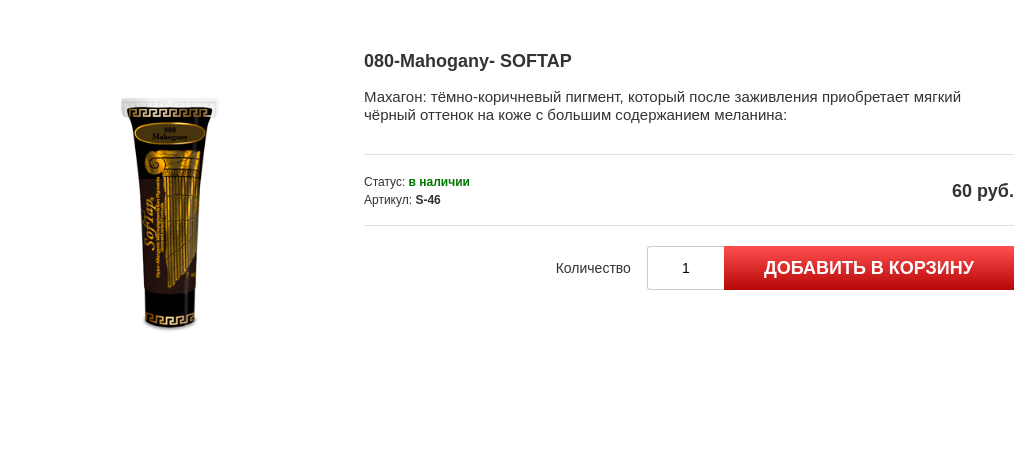 080-Mahogany- SOFTAP
Махагон: тёмно-коричневый пигмент, который после заживления приобретает мягкий
чёрный оттенок на коже с большим содержанием меланина:
Статус: в наличии
Артикул: S-46
60 руб.
Количество
1
ДОБАВИТЬ В КОРЗИНУ
080
Mahogany
SofTap